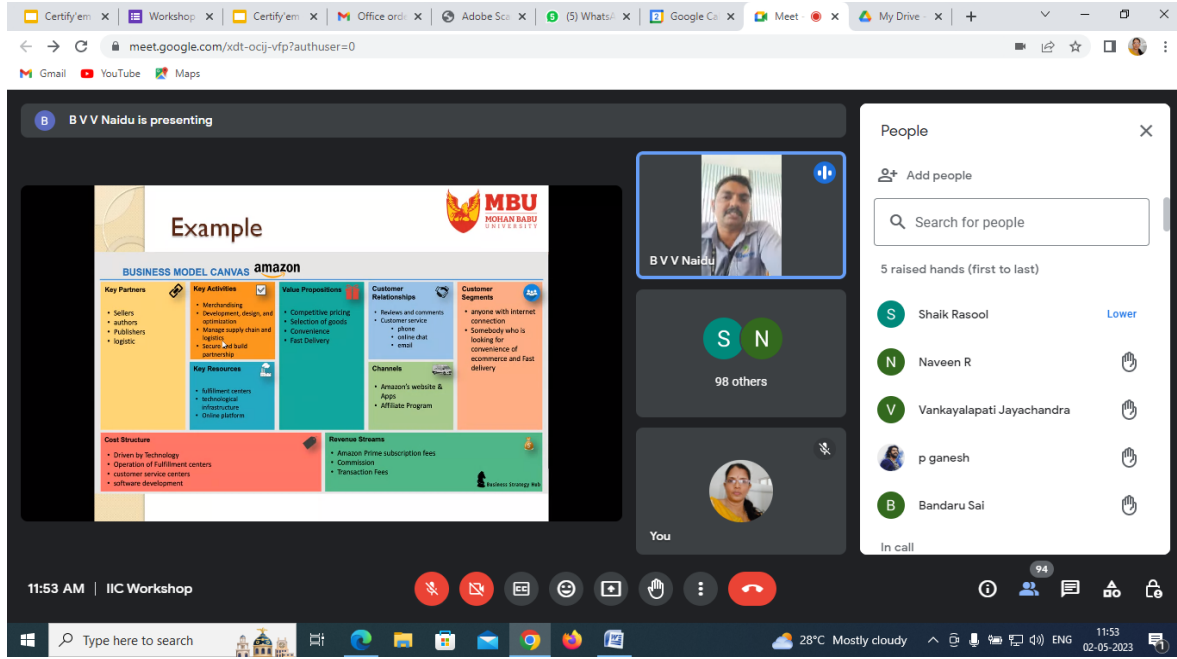 Certify'em
Workshop
Certify'em
Office orde
Adobe Sca
(5) WhatsA
Google Cal
Meet -
My Drive -
meet.google.com/xdt-ocij-vfp?authuser=0
Gmail
YouTube
Maps
B
B V V Naidu is presenting
Example
MBU
MOHAN BABU
UNIVERSITY
BUSINESS MODEL CANVAS amazon
Key Partners
• Sellers
• authors
• Publishers
• logistic
Key Activities
• Merchandising
• Development, design, and
optimization
• Manage supply chain and
logistics
• Secure and build
partnership
Key Resources
• fulfillment centers
• technological
infrastructure
• Online platform
Value Propositions
• Competitive pricing
• Selection of goods
• Convenience
• Fast Delivery
Customer
Relationships
• Reviews and comments
• Customer service
• phone
• online chat
• email
Channels
• Amazon's website &
Apps
• Affiliate Program
Customer
Segments
• anyone with internet
connection
• Somebody who is
looking for
convenience of
ecommerce and Fast
delivery
Cost Structure
• Driven by Technology
• Operation of Fulfillment centers
• customer service centers
• software development
Revenue Streams
• Amazon Prime subscription fees
• Commission
• Transaction Fees
Business Strategy Hub
B V V Naidu
S
N
98 others
You
People
Add people
Search for people
5 raised hands (first to last)
S
Shaik Rasool
Lower
N
Naveen R
V
Vankayalapati Jayachandra
p ganesh
B
Bandaru Sai
In call
11:53 AM | IIC Workshop
CC
94
Type here to search
28°C Mostly cloudy
ENG
11:53
02-05-2023
1